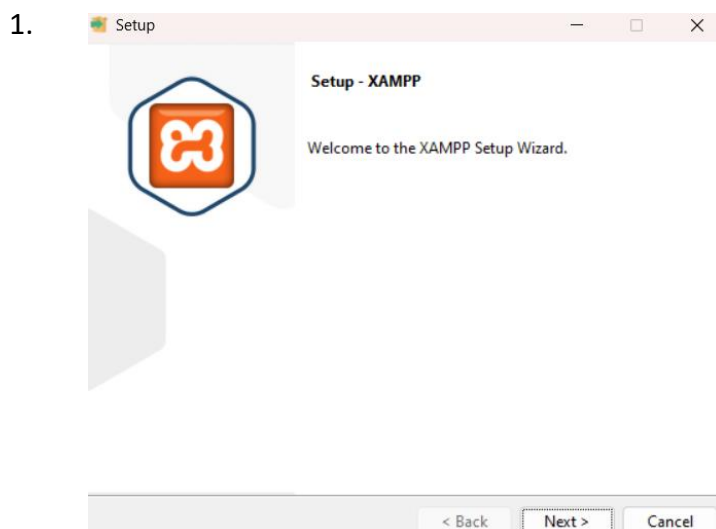 1.
Setup
Setup - XAMPP
Welcome to the XAMPP Setup Wizard.
< Back Next > Cancel